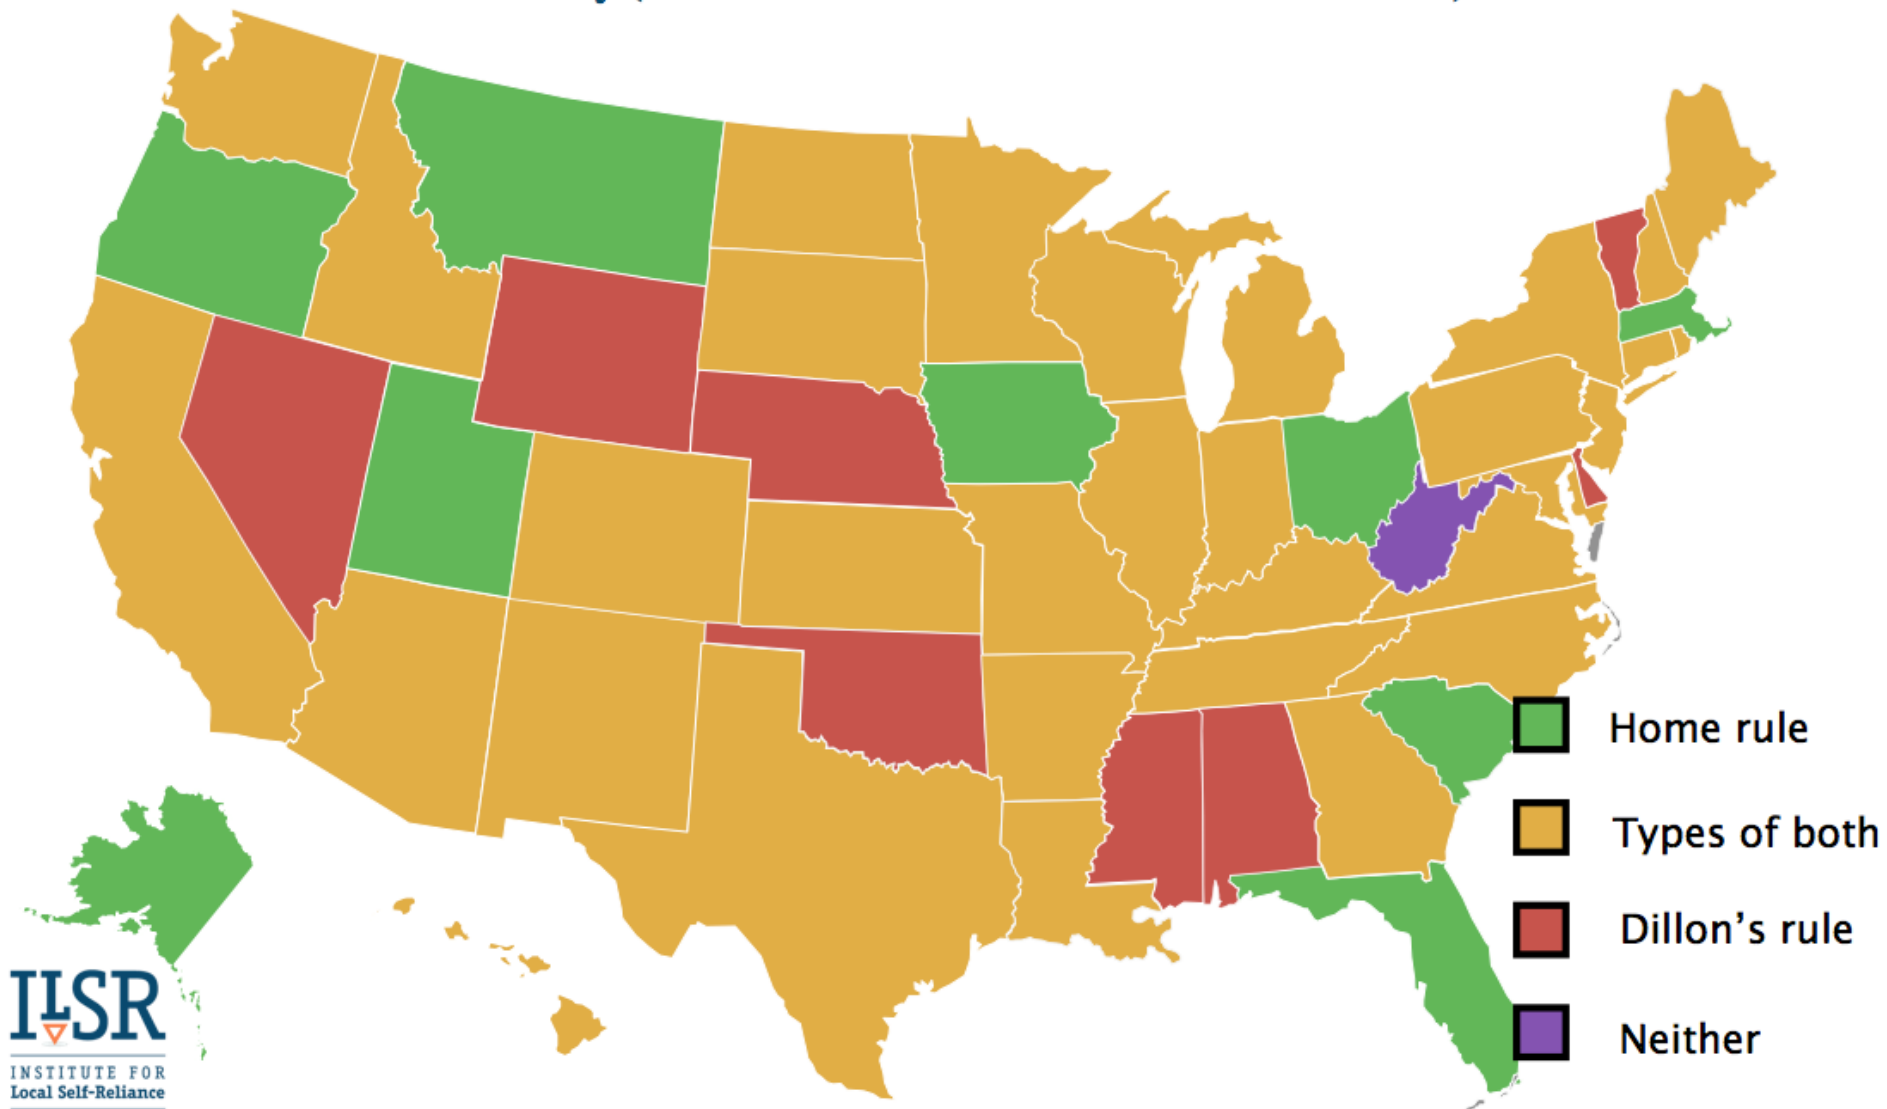 Home rule
Types of both
Dillon's rule
Neither
ILSR
INSTITUTE FOR
Local Self-Reliance